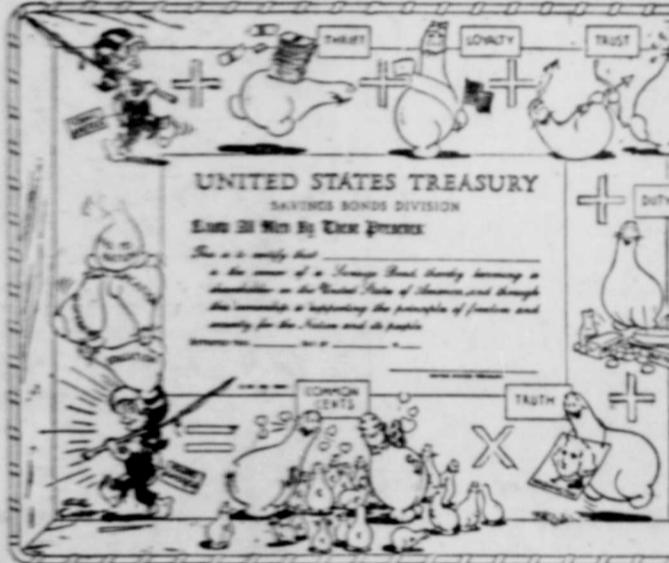 THRIFT
LOYALTY
TRUST
DUTY
UNITED STATES TREASURY
SAVINGS BONDS DIVISION
Know All Men By These Presents:
This is to certify that
is the owner of a Savings Bond, thereby becoming a
shareholder in the United States of America, and through
this ownership is supporting the principles of freedom and
security for the Nation and its people
DAY OF
COMMON
CENTS
TRUTH